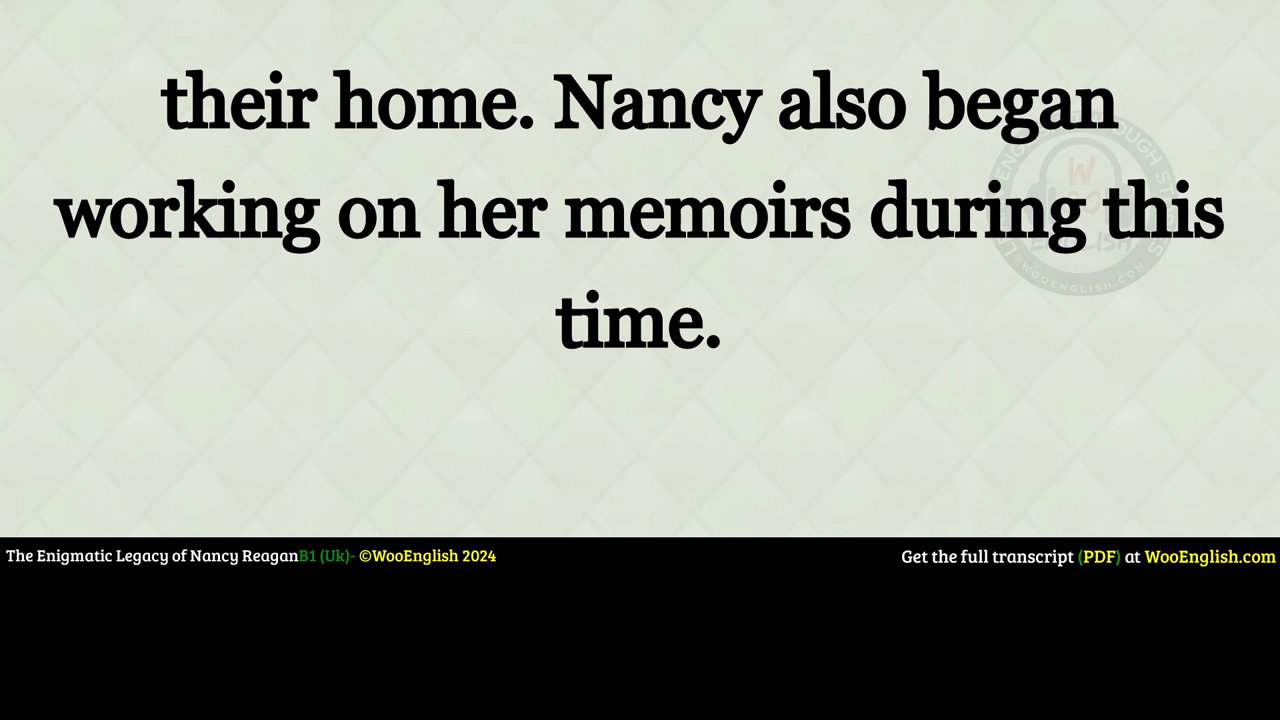 their home. Nancy also began
working on her memoirs during this
time.
The Enigmatic Legacy of Nancy ReaganB1 (Uk)- ©WooEnglish 2024
Get the full transcript (PDF) at WooEnglish.com